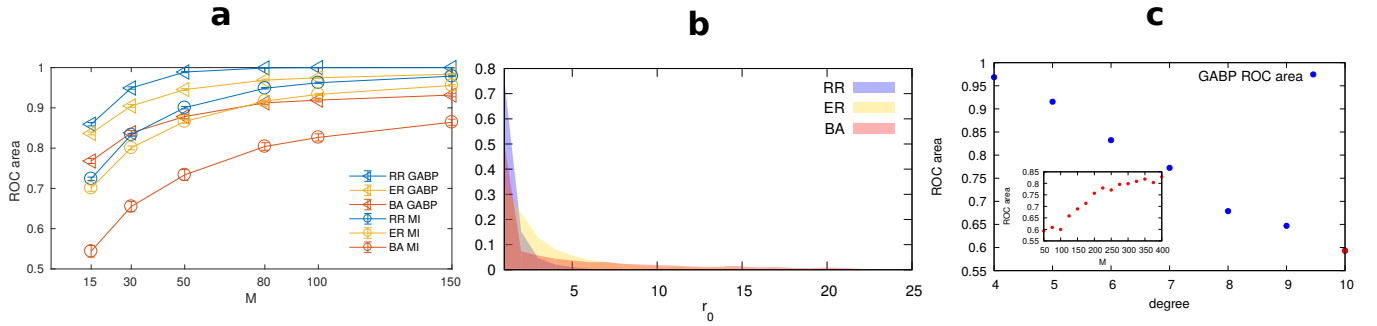 a
1
0.9
0.8
0.7
0.6
0.5
ROC area
15 30 50 80 100 150
M
RR GABP
ER GABP
BA GABP
RR MI
ER MI
BA MI
b
0.8
0.7
0.6
0.5
0.4
0.3
0.2
0.1
0
5 10 15 20 25
r0
RR
ER
BA
c
1
0.95
0.9
0.85
0.8
0.75
0.7
0.65
0.6
0.55
ROC area
4 5 6 7 8 9 10
degree
GABP ROC area
0.85
0.8
0.75
0.7
0.65
0.6
0.55
ROC area
50 100 150 200 250 300 350 400
M